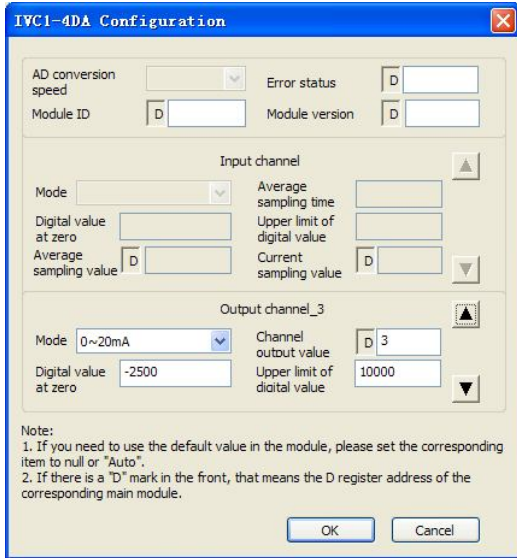 IVC1-4DA Configuration
AD conversion speed
Error status D
Module ID D
Module version D
Input channel
Mode
Average sampling time
Digital value at zero
Upper limit of digital value
Average sampling value D
Current sampling value D
Output channel_3
Mode 0~20mA
Channel output value D 3
Digital value at zero -2500
Upper limit of digital value 10000
Note:
1. If you need to use the default value in the module, please set the corresponding
item to null or "Auto".
2. If there is a "D" mark in the front, that means the D register address of the
corresponding main module.
OK Cancel